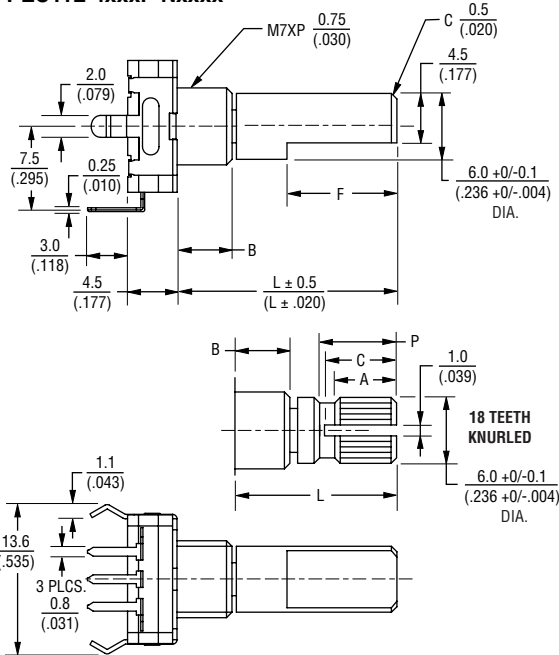 M7XP 0.75
(.030)
C 0.5
(.020)
4.5
(.177)
2.0
(.079)
7.5
(.295)
0.25
(.010)
6.0 +0/-0.1
(.236 +0/-.004)
DIA.
F
3.0
(.118)
B
4.5
(.177)
L ± 0.5
(L ± .020)
B
P
C
A
1.0
(.039)
18 TEETH
KNURLED
6.0 +0/-0.1
(.236 +0/-.004)
DIA.
L
1.1
(.043)
13.6
(.535)
3 PLCS.
0.8
(.031)